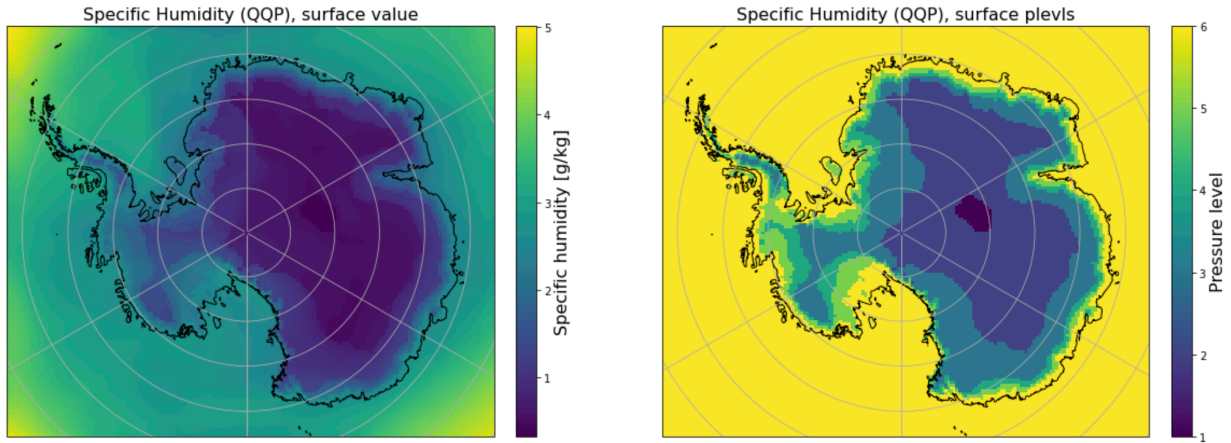 Specific Humidity (QQP), surface value
5
4
3
2
1
Specific humidity [g/kg]
Specific Humidity (QQP), surface plevls
6
5
4
3
2
1
Pressure level